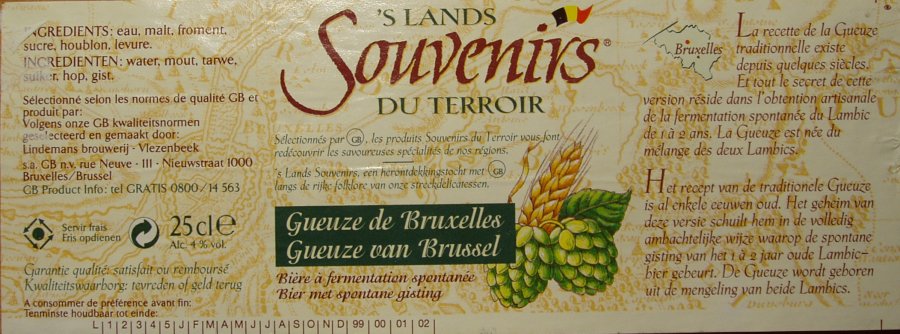 INGREDIENTS: eau, malt, froment,
sucre, houblon, levure.
INGREDIENTEN: water, mout, tarwe,
suiker, hop, gist.
Sélectionné selon les normes de qualité GB et
produit par:
Volgens onze GB kwaliteitsnormen
geselecteerd en gemaakt door:
Lindemans brouwerij - Vlezenbeek
s.a. GB n.v. rue Neuve - 111 - Nieuwstraat 1000
Bruxelles/Brussel
GB Product Info: tel GRATIS 0800/14 563
Servir frais
Fris opdienen
25cl e
Alc 4% vol.
Garantie qualité: satisfait ou remboursé
Kwaliteitswaarborg: tevreden of geld terug
A consommer de préférence avant fin:
Tenminste houdbaar tot einde:
L 1 2 3 4 5 J F M A M J J A S O N D 99 00 01 02
'S LANDS
Souvenirs®
DU TERROIR
Sélectionnés par GB, les produits Souvenirs du Terroir vous font
redécouvrir les savoureuses spécialités de nos régions.
's Lands Souvenirs, een herontdekkingstocht met GB
langs de rijke folklore van onze streekdelicatessen.
Gueuze de Bruxelles
Gueuze van Brussel
Bière à fermentation spontanée
Bier met spontane gisting
Bruxelles
La recette de la Gueuze
traditionnelle existe
depuis quelques siècles.
Et tout le secret de cette
version réside dans l'obtention artisanale
de la fermentation spontanée du Lambic
de 1 à 2 ans. La Gueuze est née du
mélange des deux Lambics.
Het recept van de traditionele Gueuze
is al enkele eeuwen oud. Het geheim van
deze versie schuilt hem in de volledig
ambachtelijke wijze waarop de spontane
gisting van het 1 à 2 jaar oude Lambic-
bier gebeurt. De Gueuze wordt geboren
uit de mengeling van beide Lambics.